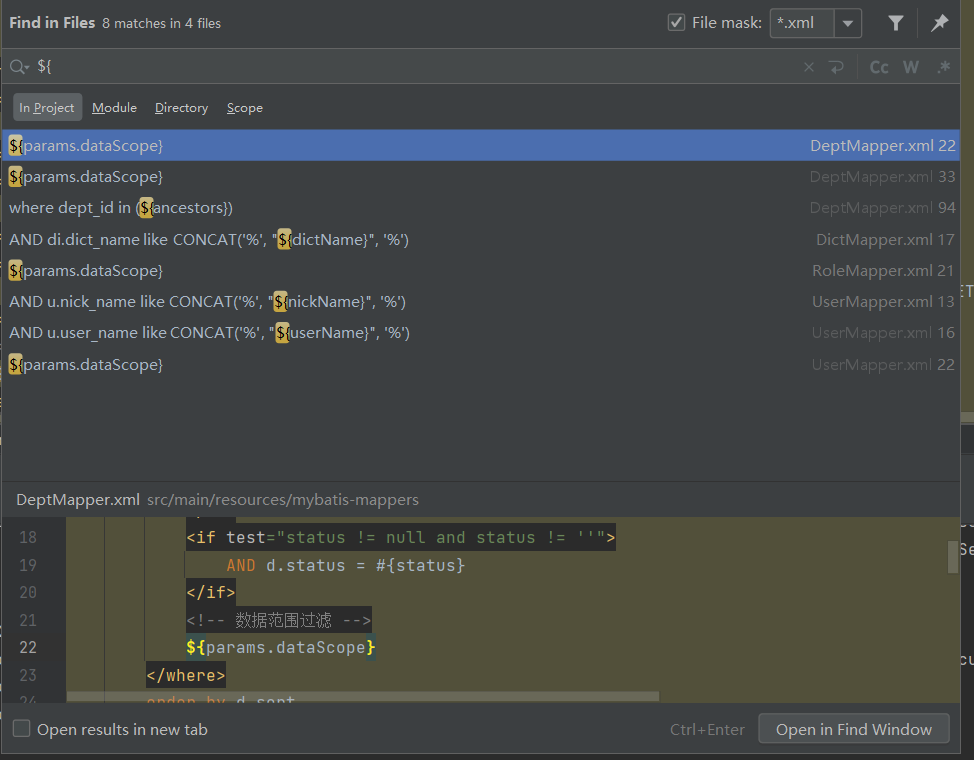 Find in Files 8 matches in 4 files File mask: *.xml
${ Cc W .*
In Project Module Directory Scope
${params.dataScope} DeptMapper.xml 22
${params.dataScope} DeptMapper.xml 33
where dept_id in (${ancestors}) DeptMapper.xml 94
AND di.dict_name like CONCAT('%', "${dictName}", '%') DictMapper.xml 17
${params.dataScope} RoleMapper.xml 21
AND u.nick_name like CONCAT('%', "${nickName}", '%') UserMapper.xml 13
AND u.user_name like CONCAT('%', "${userName}", '%') UserMapper.xml 16
${params.dataScope} UserMapper.xml 22
DeptMapper.xml src/main/resources/mybatis-mappers
18 <if test="status != null and status != ''">
19 AND d.status = #{status}
20 </if>
21 <!-- 数据范围过滤 -->
22 ${params.dataScope}
23 </where>
24 order by d.sort
Open results in new tab Ctrl+Enter Open in Find Window